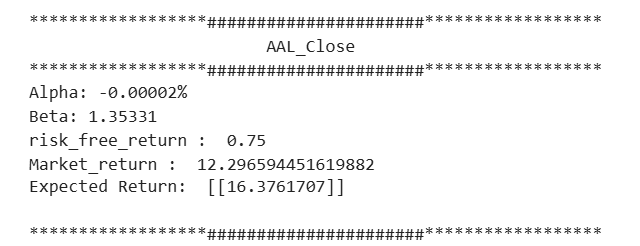 ******************######################******************
AAL_Close
******************######################******************
Alpha: -0.00002%
Beta: 1.35331
risk_free_return :  0.75
Market_return :  12.296594451619882
Expected Return:  [[16.3761707]]
******************######################******************